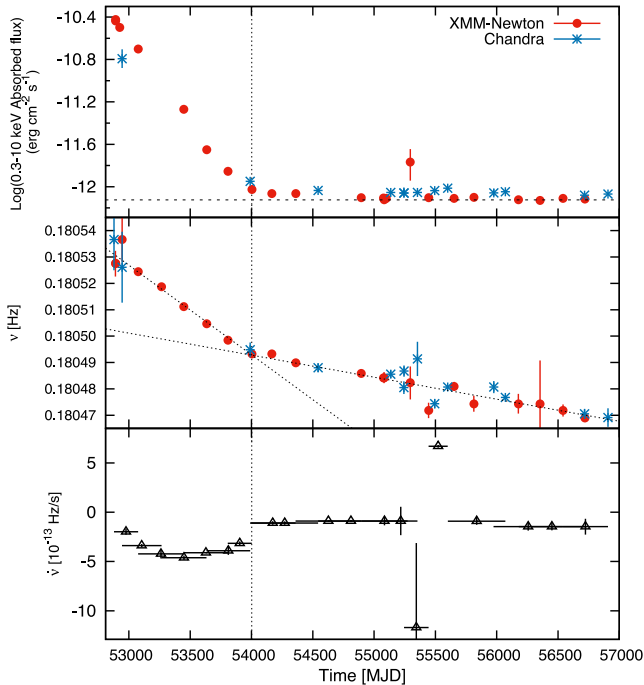 XMM-Newton
Chandra
Log(0.3-10 keV Absorbed flux)
(erg cm⁻² s⁻¹)
-10.4
-10.8
-11.2
-11.6
-12
ν [Hz]
0.18054
0.18053
0.18052
0.18051
0.18050
0.18049
0.18048
0.18047
ν̇ [10⁻¹³ Hz/s]
5
0
-5
-10
53000 53500 54000 54500 55000 55500 56000 56500 57000
Time [MJD]